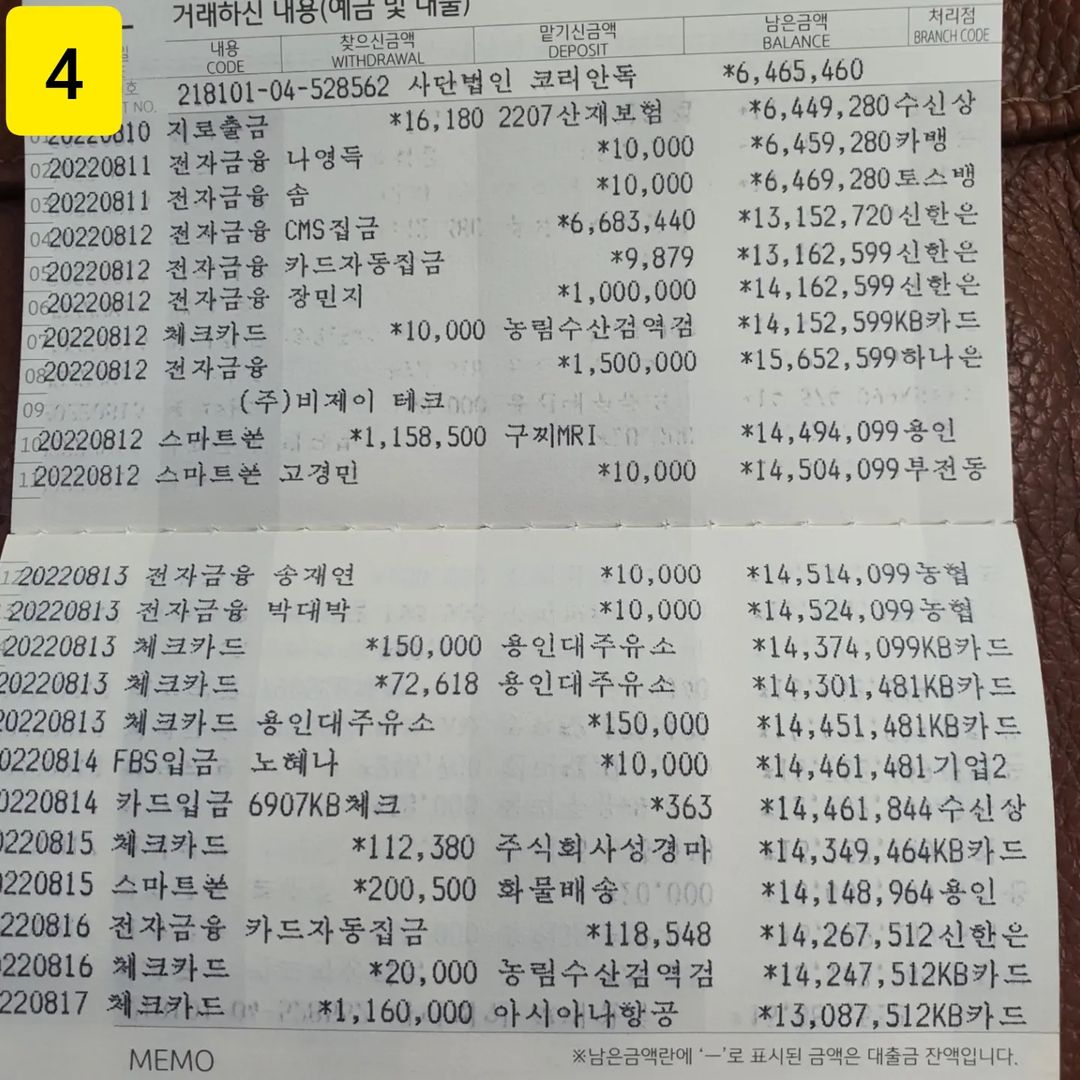 4
거래하신 내용(예금 및 대출)
일 내용 찾으신금액 맡기신금액 남은금액 처리점
CODE WITHDRAWAL DEPOSIT BALANCE BRANCH CODE
호 218101-04-528562 사단법인 코리안독 *6,465,460
T NO.
01 20220810 지로출금 *16,180 2207산재보험 *6,449,280수신상
02 20220811 전자금융 나영득 *10,000 *6,459,280카뱅
03 20220811 전자금융 솜 *10,000 *6,469,280토스뱅
04 20220812 전자금융 CMS집금 *6,683,440 *13,152,720신한은
05 20220812 전자금융 카드자동집금 *9,879 *13,162,599신한은
06 20220812 전자금융 장민지 *1,000,000 *14,162,599신한은
07 20220812 체크카드 *10,000 농림수산검역검 *14,152,599KB카드
08 20220812 전자금융 *1,500,000 *15,652,599하나은
09 (주)비제이 테크
10 20220812 스마트폰 *1,158,500 구찌MRI *14,494,099용인
11 20220812 스마트폰 고경민 *10,000 *14,504,099부전동
12 20220813 전자금융 송재연 *10,000 *14,514,099농협
20220813 전자금융 박대박 *10,000 *14,524,099농협
20220813 체크카드 *150,000 용인대주유소 *14,374,099KB카드
20220813 체크카드 *72,618 용인대주유소 *14,301,481KB카드
20220813 체크카드 용인대주유소 *150,000 *14,451,481KB카드
0220814 FBS입금 노혜나 *10,000 *14,461,481기업2
0220814 카드입금 6907KB체크 *363 *14,461,844수신상
0220815 체크카드 *112,380 주식회사성경마 *14,349,464KB카드
0220815 스마트폰 *200,500 화물배송 *14,148,964용인
220816 전자금융 카드자동집금 *118,548 *14,267,512신한은
220816 체크카드 *20,000 농림수산검역검 *14,247,512KB카드
220817 체크카드 *1,160,000 아시아나항공 *13,087,512KB카드
MEMO ※남은금액란에 ‘—’로 표시된 금액은 대출금 잔액입니다.